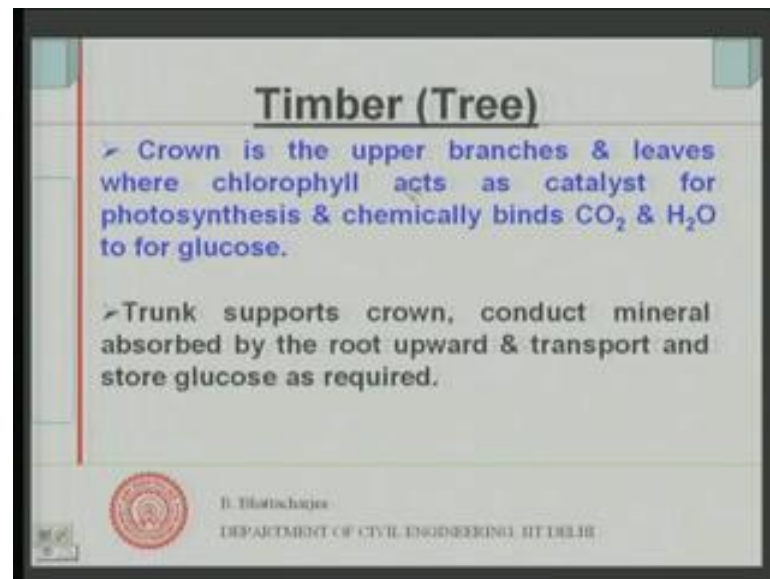 Timber (Tree)
➢ Crown is the upper branches & leaves
where chlorophyll acts as catalyst for
photosynthesis & chemically binds CO₂ & H₂O
to for glucose.
➢Trunk supports crown, conduct mineral
absorbed by the root upward & transport and
store glucose as required.
B. Bhattacharjee
DEPARTMENT OF CIVIL ENGINEERING, IIT DELHI